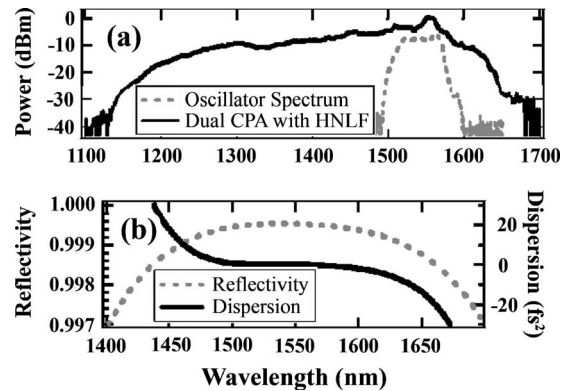 (a)
Power (dBm)
0
-10
-20
-30
-40
Oscillator Spectrum
Dual CPA with HNLF
1100 1200 1300 1400 1500 1600 1700
(b)
Reflectivity
1.000
0.999
0.998
0.997
Reflectivity
Dispersion
20
0
-20
Dispersion (fs²)
1400 1450 1500 1550 1600 1650
Wavelength (nm)